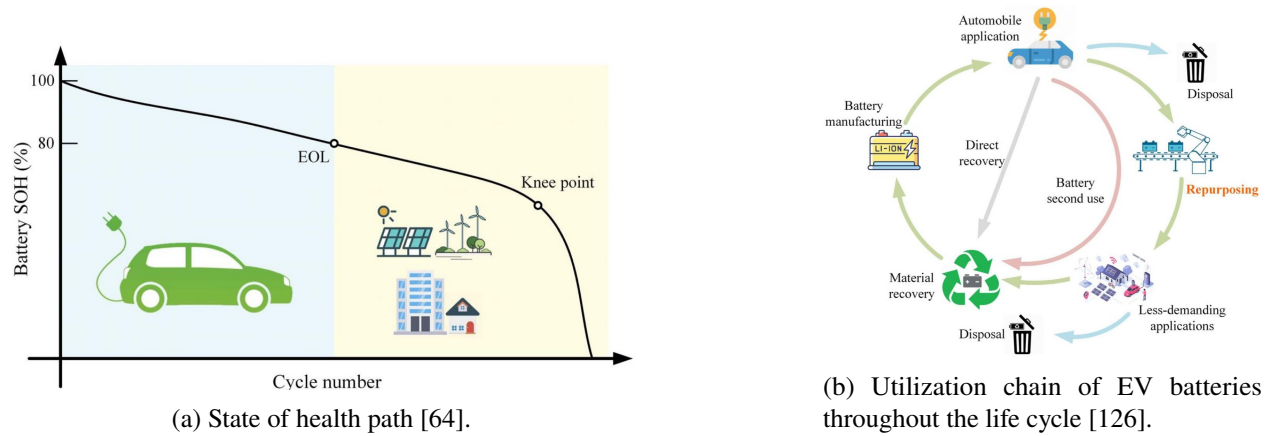 100
80
Battery SOH (%)
EOL
Knee point
Cycle number
(a) State of health path [64].
Automobile
application
Disposal
Battery
manufacturing
LI-ION
Direct
recovery
Battery
second use
Repurposing
Material
recovery
Less-demanding
applications
Disposal
(b) Utilization chain of EV batteries
throughout the life cycle [126].